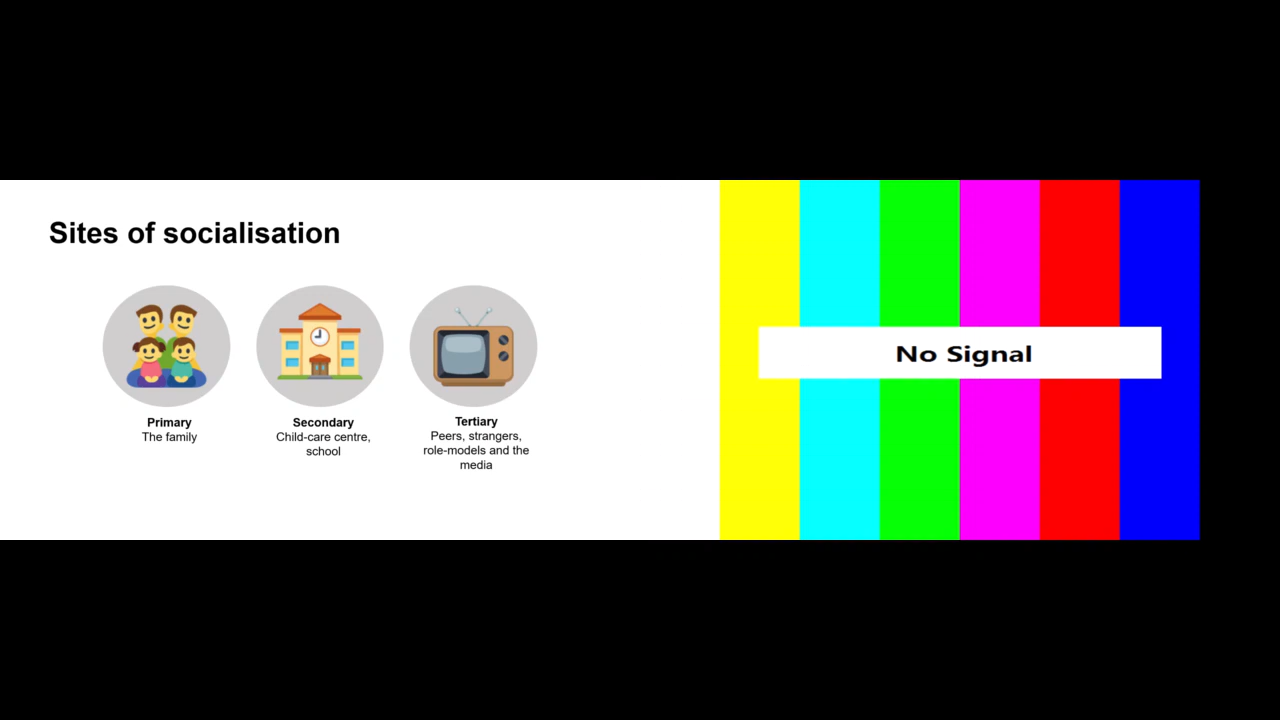 Sites of socialisation
Primary
The family
Secondary
Child-care centre,
school
Tertiary
Peers, strangers,
role-models and the
media
No Signal